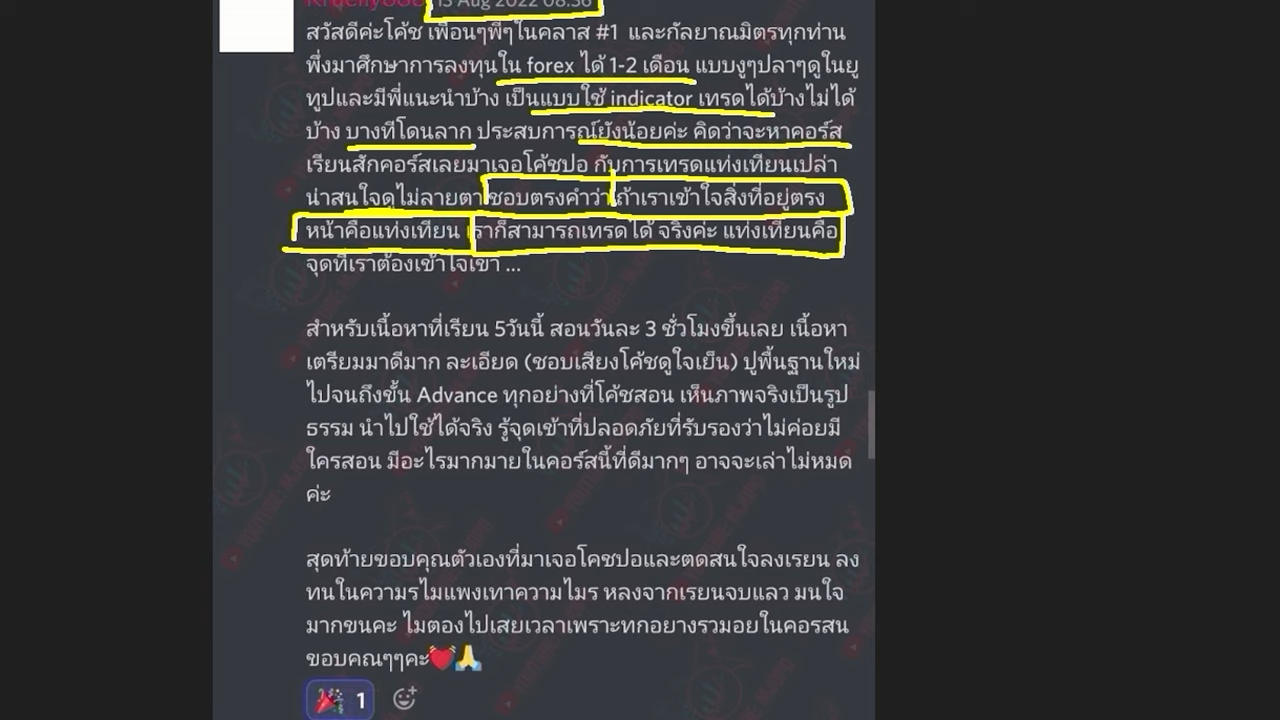 13 Aug 2022 08:36
สวัสดีค่ะโค้ช เพื่อนๆพี่ๆในคลาส #1 และกัลยาณมิตรทุกท่าน
พึ่งมาศึกษาการลงทุนใน forex ได้ 1-2 เดือน แบบงูๆปลาๆดูในยู
ทูปและมีพี่แนะนำบ้าง เป็นแบบใช้ indicator เทรดได้บ้างไม่ได้
บ้าง บางทีโดนลาก ประสบการณ์ยังน้อยค่ะ คิดว่าจะหาคอร์ส
เรียนสักคอร์สเลยมาเจอโค้ชปอ กับการเทรดแท่งเทียนเปล่า
น่าสนใจดูไม่ลายตา ชอบตรงคำว่า ถ้าเราเข้าใจสิ่งที่อยู่ตรง
หน้าคือแท่งเทียน เราก็สามารถเทรดได้ จริงค่ะ แท่งเทียนคือ
จุดที่เราต้องเข้าใจเขา ...
สำหรับเนื้อหาที่เรียน 5วันนี้ สอนวันละ 3 ชั่วโมงขึ้นเลย เนื้อหา
เตรียมมาดีมาก ละเอียด (ชอบเสียงโค้ชดูใจเย็น) ปูพื้นฐานใหม่
ไปจนถึงขั้น Advance ทุกอย่างที่โค้ชสอน เห็นภาพจริงเป็นรูป
ธรรม นำไปใช้ได้จริง รู้จุดเข้าที่ปลอดภัยที่รับรองว่าไม่ค่อยมี
ใครสอน มีอะไรมากมายในคอร์สนี้ที่ดีมากๆ อาจจะเล่าไม่หมด
ค่ะ
สุดท้ายขอบคุณตัวเองที่มาเจอโคชปอและตดสนใจลงเรยน ลง
ทนในความรไมแพงเทาความไมร หลงจากเรยนจบแลว มนใจ
มากขนคะ ไมตองไปเสยเวลาเพราะทกอยางรวมอยในคอรสน
ขอบคณๆๆคะ💓🙏
🎉 1